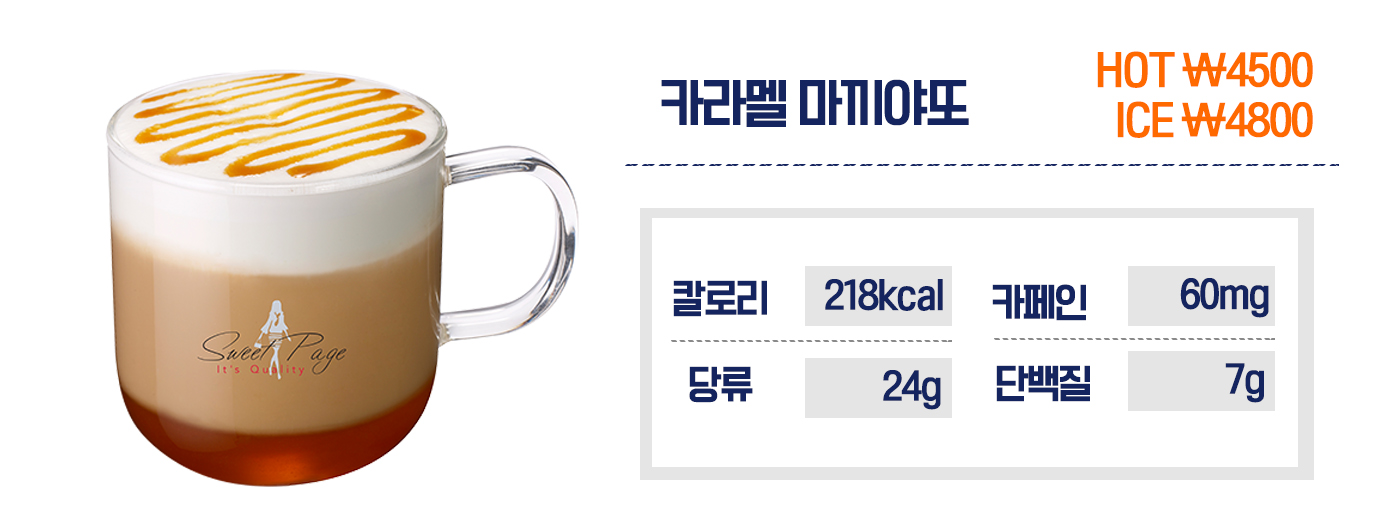 카라멜 마끼야또
HOT ₩4500
ICE ₩4800
칼로리 218kcal
카페인 60mg
당류 24g
단백질 7g
Sweet Page
It's Quality